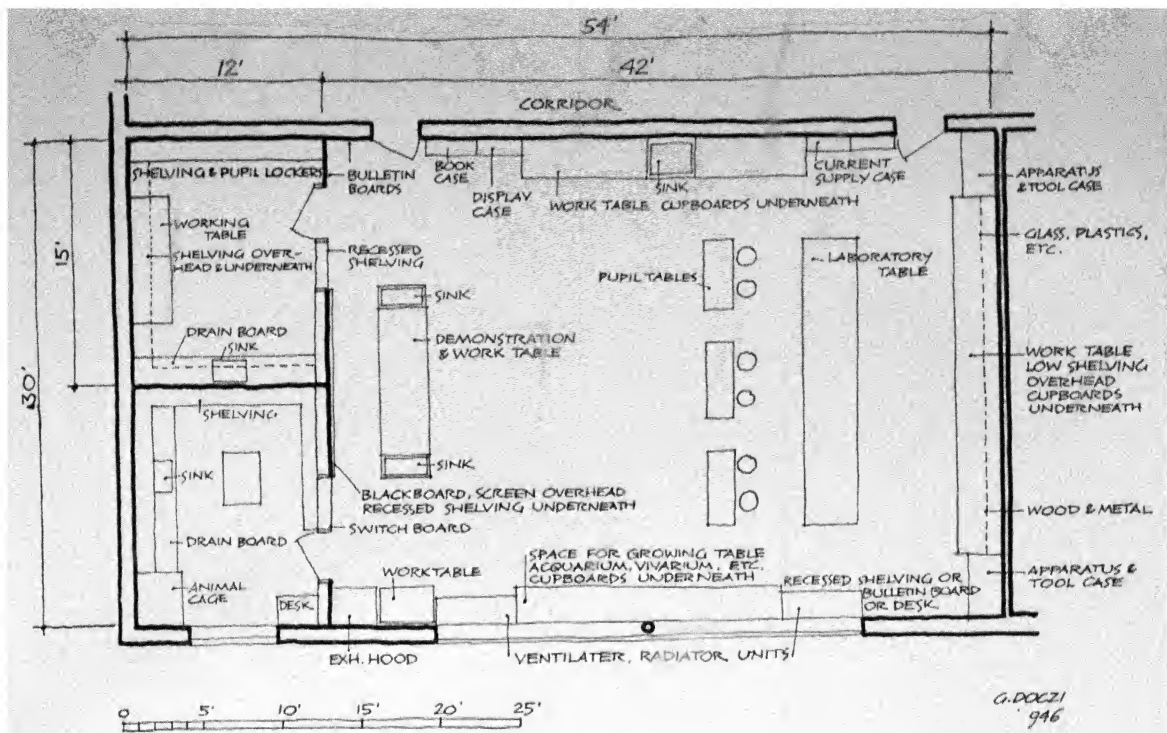 54'
12'
42'
CORRIDOR
30'
15'
SHELVING & PUPIL LOCKERS
BULLETIN
BOARDS
BOOK
CASE
DISPLAY
CASE
SINK
WORK TABLE CUPBOARDS UNDERNEATH
CURRENT
SUPPLY CASE
APPARATUS
& TOOL CASE
WORKING
TABLE
SHELVING OVER-
HEAD & UNDERNEATH
RECESSED
SHELVING
GLASS, PLASTICS,
ETC.
PUPIL TABLES
LABORATORY
TABLE
SINK
DRAIN BOARD
SINK
DEMONSTRATION
& WORK TABLE
WORK TABLE
LOW SHELVING
OVERHEAD
CUPBOARDS
UNDERNEATH
SHELVING
SINK
SINK
BLACKBOARD, SCREEN OVERHEAD
RECESSED SHELVING UNDERNEATH
SWITCH BOARD
WOOD & METAL
DRAIN BOARD
ANIMAL
CAGE
DESK
WORKTABLE
SPACE FOR GROWING TABLE
ACQUARIUM, VIVARIUM, ETC.
CUPBOARDS UNDERNEATH
RECESSED SHELVING OR
BULLETIN BOARD
OR DESK
APPARATUS &
TOOL CASE
EXH. HOOD
VENTILATER, RADIATOR UNITS
0 5' 10' 15' 20' 25'
G. DOCZI
946